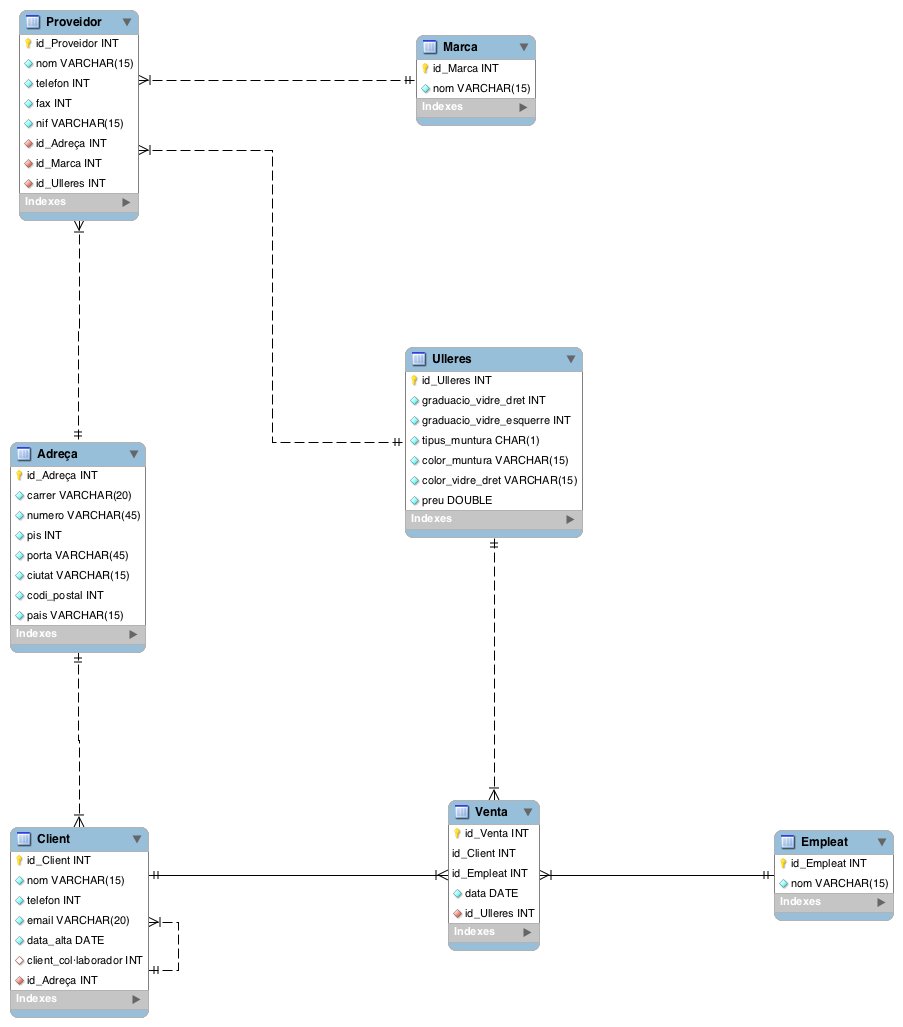 Proveidor
id_Proveidor INT
nom VARCHAR(15)
telefon INT
fax INT
nif VARCHAR(15)
id_Adreça INT
id_Marca INT
id_Ulleres INT
Indexes
Marca
id_Marca INT
nom VARCHAR(15)
Indexes
Ulleres
id_Ulleres INT
graduacio_vidre_dret INT
graduacio_vidre_esquerre INT
tipus_muntura CHAR(1)
color_muntura VARCHAR(15)
color_vidre_dret VARCHAR(15)
preu DOUBLE
Indexes
Adreça
id_Adreça INT
carrer VARCHAR(20)
numero VARCHAR(45)
pis INT
porta VARCHAR(45)
ciutat VARCHAR(15)
codi_postal INT
pais VARCHAR(15)
Indexes
Client
id_Client INT
nom VARCHAR(15)
telefon INT
email VARCHAR(20)
data_alta DATE
client_col·laborador INT
id_Adreça INT
Indexes
Venta
id_Venta INT
id_Client INT
id_Empleat INT
data DATE
id_Ulleres INT
Indexes
Empleat
id_Empleat INT
nom VARCHAR(15)
Indexes